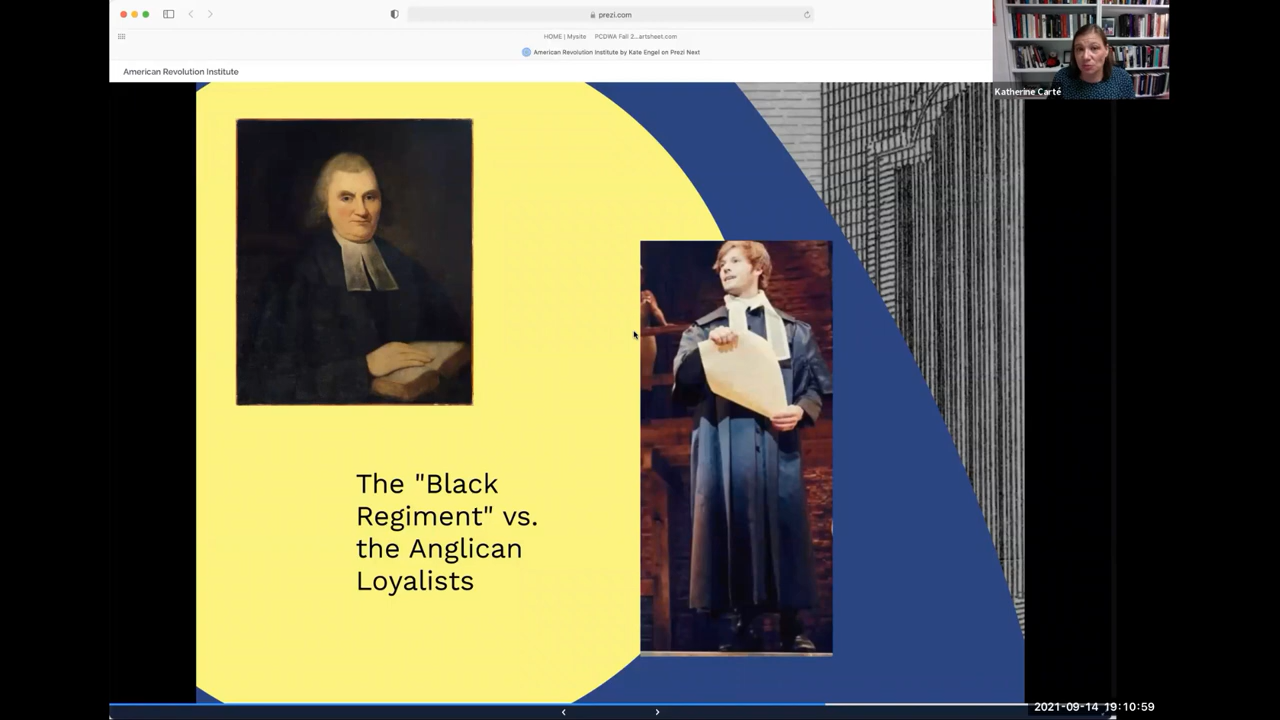 prezi.com
HOME | Mysite PCDWA Fall 2...artsheet.com
American Revolution Institute by Kate Engel on Prezi Next
American Revolution Institute
Katherine Carté
The "Black
Regiment" vs.
the Anglican
Loyalists
2021-09-14 19:10:59